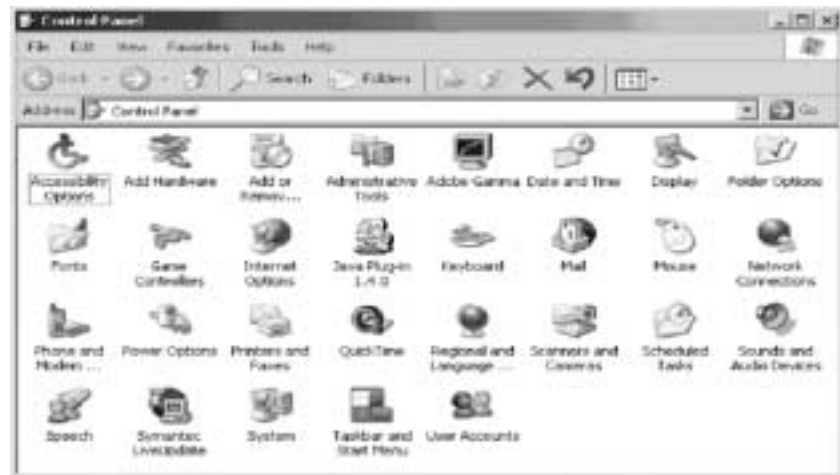 Control Panel
File Edit View Favorites Tools Help
Back Search Folders
Address Control Panel Go
Accessibility Options
Add Hardware
Add or Remov...
Administrative Tools
Adobe Gamma
Date and Time
Display
Folder Options
Fonts
Game Controllers
Internet Options
Java Plug-in 1.4.0
Keyboard
Mail
Mouse
Network Connections
Phone and Modem ...
Power Options
Printers and Faxes
QuickTime
Regional and Language ...
Scanners and Cameras
Scheduled Tasks
Sounds and Audio Devices
Speech
Symantec LiveUpdate
System
Taskbar and Start Menu
User Accounts